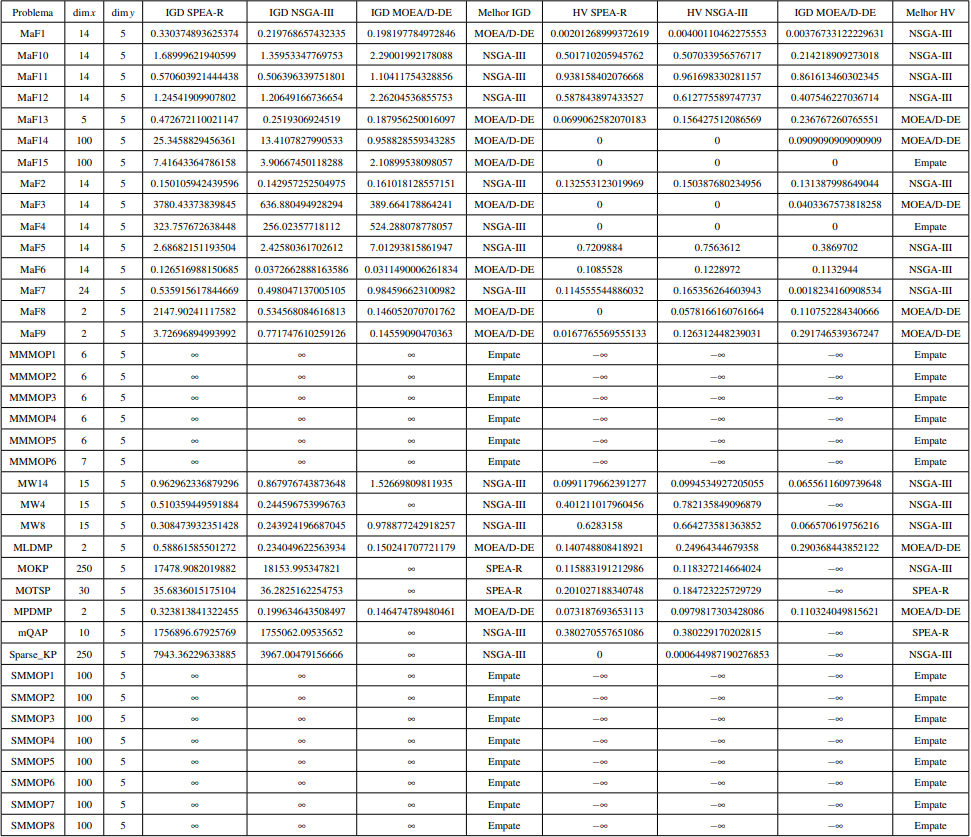 Problema dim x dim y IGD SPEA-R IGD NSGA-III IGD MOEA/D-DE Melhor IGD HV SPEA-R HV NSGA-III IGD MOEA/D-DE Melhor HV
MaF1 14 5 0.330374893625374 0.219768657432335 0.198197784972846 MOEA/D-DE 0.00201268999372619 0.00400110462275553 0.00376733122229631 NSGA-III
MaF10 14 5 1.68999621940599 1.35953347769753 2.29001992178088 NSGA-III 0.501710205945762 0.507033956576717 0.214218909273018 NSGA-III
MaF11 14 5 0.570603921444438 0.506396339751801 1.10411754328856 NSGA-III 0.938158402076668 0.961698330281157 0.861613460302345 NSGA-III
MaF12 14 5 1.24541909907802 1.20649166736654 2.26204536855753 NSGA-III 0.587843897433527 0.612775589747737 0.407546227036714 NSGA-III
MaF13 5 5 0.472672110021147 0.2519306924519 0.187956250016097 MOEA/D-DE 0.0699062582070183 0.156427512086569 0.236767260765551 MOEA/D-DE
MaF14 100 5 25.3458829456361 13.4107827990533 0.958828559343285 MOEA/D-DE 0 0 0.0909090909090909 MOEA/D-DE
MaF15 100 5 7.41643364786158 3.90667450118288 2.10899538098057 MOEA/D-DE 0 0 0 Empate
MaF2 14 5 0.150105942439596 0.142957252504975 0.161018128557151 NSGA-III 0.132553123019969 0.150387680234956 0.131387998649044 NSGA-III
MaF3 14 5 3780.43373839845 636.880494928294 389.664178864241 MOEA/D-DE 0 0 0.0403367573818258 MOEA/D-DE
MaF4 14 5 323.757672638448 256.02357718112 524.288078778057 NSGA-III 0 0 0 Empate
MaF5 14 5 2.68682151193504 2.42580361702612 7.01293815861947 NSGA-III 0.7209884 0.7563612 0.3869702 NSGA-III
MaF6 14 5 0.126516988150685 0.0372662888163586 0.0311490006261834 MOEA/D-DE 0.1085528 0.1228972 0.1132944 NSGA-III
MaF7 24 5 0.535915617844669 0.498047137005105 0.984596623100982 NSGA-III 0.114555544886032 0.165356264603943 0.0018234160908534 NSGA-III
MaF8 2 5 2147.90241117582 0.534568084616813 0.146052070701762 MOEA/D-DE 0 0.0578166160761664 0.110752284340666 MOEA/D-DE
MaF9 2 5 3.72696894993992 0.771747610259126 0.14559090470363 MOEA/D-DE 0.0167765569555133 0.126312448239031 0.291746539367247 MOEA/D-DE
MMMOP1 6 5 ∞ ∞ ∞ Empate −∞ −∞ −∞ Empate
MMMOP2 6 5 ∞ ∞ ∞ Empate −∞ −∞ −∞ Empate
MMMOP3 6 5 ∞ ∞ ∞ Empate −∞ −∞ −∞ Empate
MMMOP4 6 5 ∞ ∞ ∞ Empate −∞ −∞ −∞ Empate
MMMOP5 6 5 ∞ ∞ ∞ Empate −∞ −∞ −∞ Empate
MMMOP6 7 5 ∞ ∞ ∞ Empate −∞ −∞ −∞ Empate
MW14 15 5 0.962962336879296 0.867976743873648 1.52669809811935 NSGA-III 0.0991179662391277 0.0994534927205055 0.0655611609739648 NSGA-III
MW4 15 5 0.510359449591884 0.244596753996763 ∞ NSGA-III 0.401211017960456 0.782135849096879 −∞ NSGA-III
MW8 15 5 0.308473932351428 0.243924196687045 0.978877242918257 NSGA-III 0.6283158 0.664273581363852 0.066570619756216 NSGA-III
MLDMP 2 5 0.58861585501272 0.234049622563934 0.150241707721179 MOEA/D-DE 0.140748808418921 0.24964344679358 0.290368443852122 MOEA/D-DE
MOKP 250 5 17478.9082019882 18153.995347821 ∞ SPEA-R 0.115883191212986 0.118327214664024 −∞ NSGA-III
MOTSP 30 5 35.6836015175104 36.2825162254753 ∞ SPEA-R 0.201027188340748 0.184723225729729 −∞ SPEA-R
MPDMP 2 5 0.323813841322455 0.199634643508497 0.146474789480461 MOEA/D-DE 0.073187693653113 0.0979817303428086 0.110324049815621 MOEA/D-DE
mQAP 10 5 1756896.67925769 1755062.09535652 ∞ NSGA-III 0.380270557651086 0.380229170202815 −∞ SPEA-R
Sparse_KP 250 5 7943.36229633885 3967.00479156666 ∞ NSGA-III 0 0.000644987190276853 −∞ NSGA-III
SMMOP1 100 5 ∞ ∞ ∞ Empate −∞ −∞ −∞ Empate
SMMOP2 100 5 ∞ ∞ ∞ Empate −∞ −∞ −∞ Empate
SMMOP3 100 5 ∞ ∞ ∞ Empate −∞ −∞ −∞ Empate
SMMOP4 100 5 ∞ ∞ ∞ Empate −∞ −∞ −∞ Empate
SMMOP5 100 5 ∞ ∞ ∞ Empate −∞ −∞ −∞ Empate
SMMOP6 100 5 ∞ ∞ ∞ Empate −∞ −∞ −∞ Empate
SMMOP7 100 5 ∞ ∞ ∞ Empate −∞ −∞ −∞ Empate
SMMOP8 100 5 ∞ ∞ ∞ Empate −∞ −∞ −∞ Empate